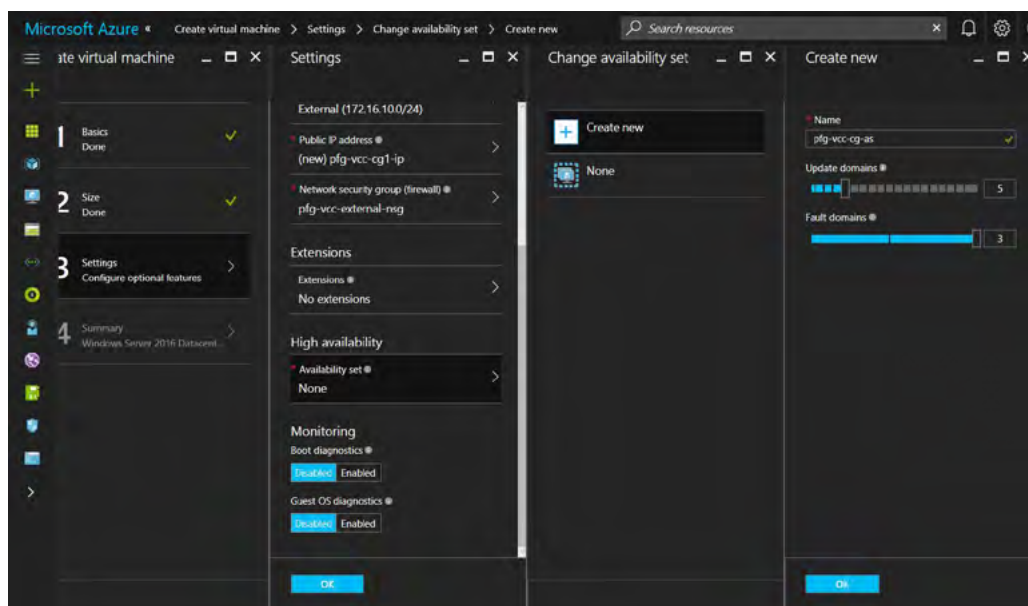 Microsoft Azure « Create virtual machine > Settings > Change availability set > Create new Search resources ×
ate virtual machine
1 Basics
Done
2 Size
Done
3 Settings
Configure optional features
4 Summary
Windows Server 2016 Datacent...
Settings
External (172.16.10.0/24)
* Public IP address
(new) pfg-vcc-cg1-ip
* Network security group (firewall)
pfg-vcc-external-nsg
Extensions
Extensions
No extensions
High availability
* Availability set
None
Monitoring
Boot diagnostics
Disabled Enabled
Guest OS diagnostics
Disabled Enabled
OK
Change availability set
Create new
None
Create new
* Name
pfg-vcc-cg-as
Update domains
5
Fault domains
3
OK